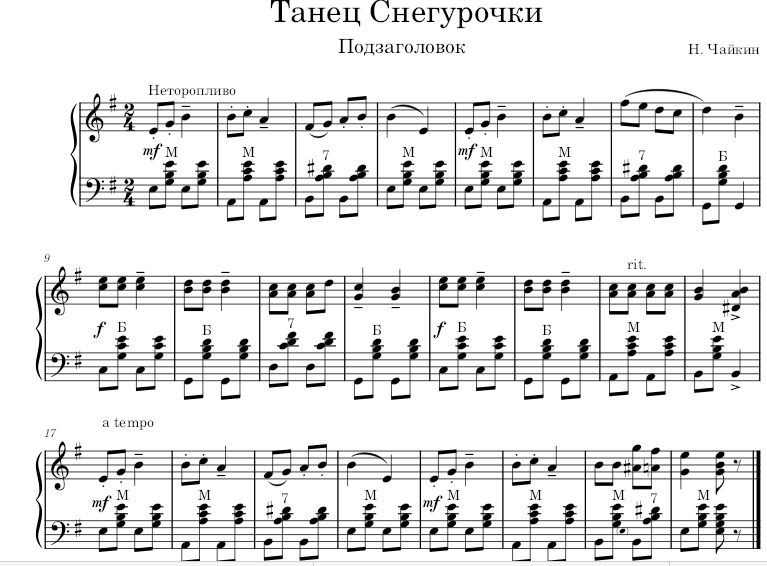 Танец Снегурочки
Подзаголовок
Н. Чайкин
Неторопливо
mf М М 7 М mf М М 7 Б
9
rit.
f Б Б 7 Б f Б Б М М
17
a tempo
mf М М 7 М mf М М М 7 М